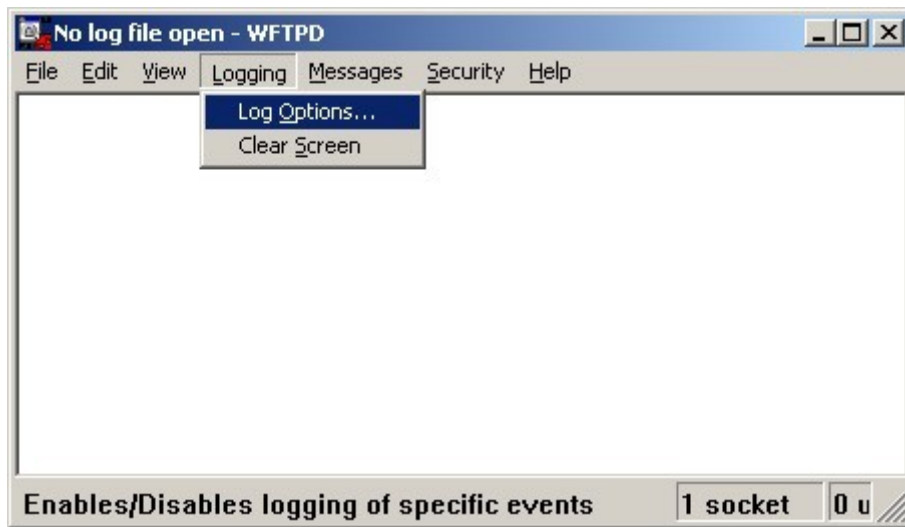 No log file open - WFTPD
File Edit View Logging Messages Security Help
Log Options...
Clear Screen
Enables/Disables logging of specific events 1 socket 0 u